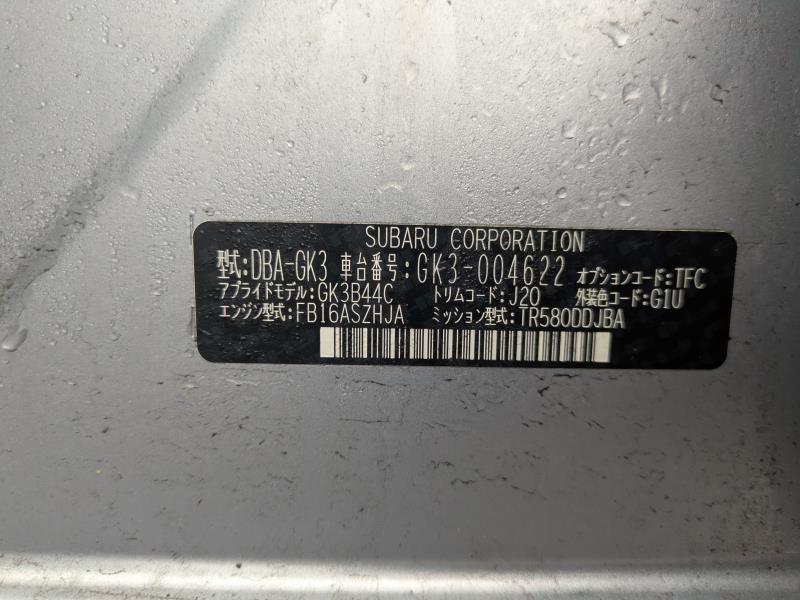 SUBARU CORPORATION
型式:DBA-GK3 車台番号:GK3-004622 オプションコード:TFC
アプライドモデル:GK3B44C トリムコード:J20 外装色コード:G1U
エンジン型式:FB16ASZHJA ミッション型式:TR580DDJBA